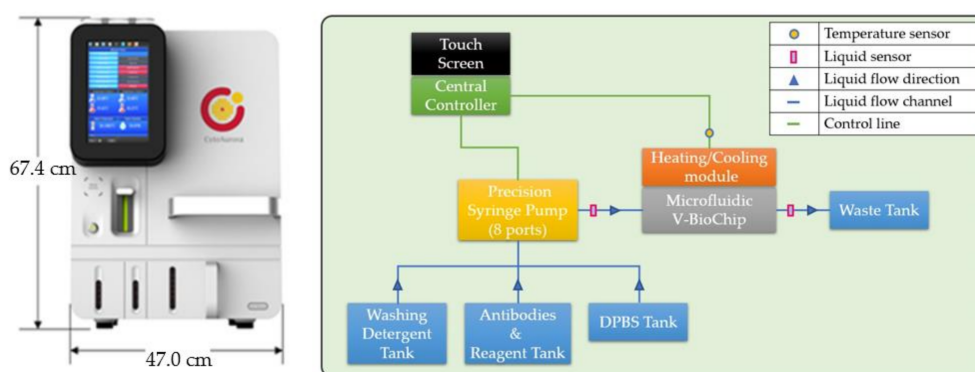 67.4 cm
47.0 cm
Touch
Screen
Central
Controller
Precision
Syringe Pump
(8 ports)
Heating/Cooling
module
Microfluidic
V-BioChip
Waste Tank
Washing
Detergent
Tank
Antibodies
&
Reagent Tank
DPBS Tank
Temperature sensor
Liquid sensor
Liquid flow direction
Liquid flow channel
Control line